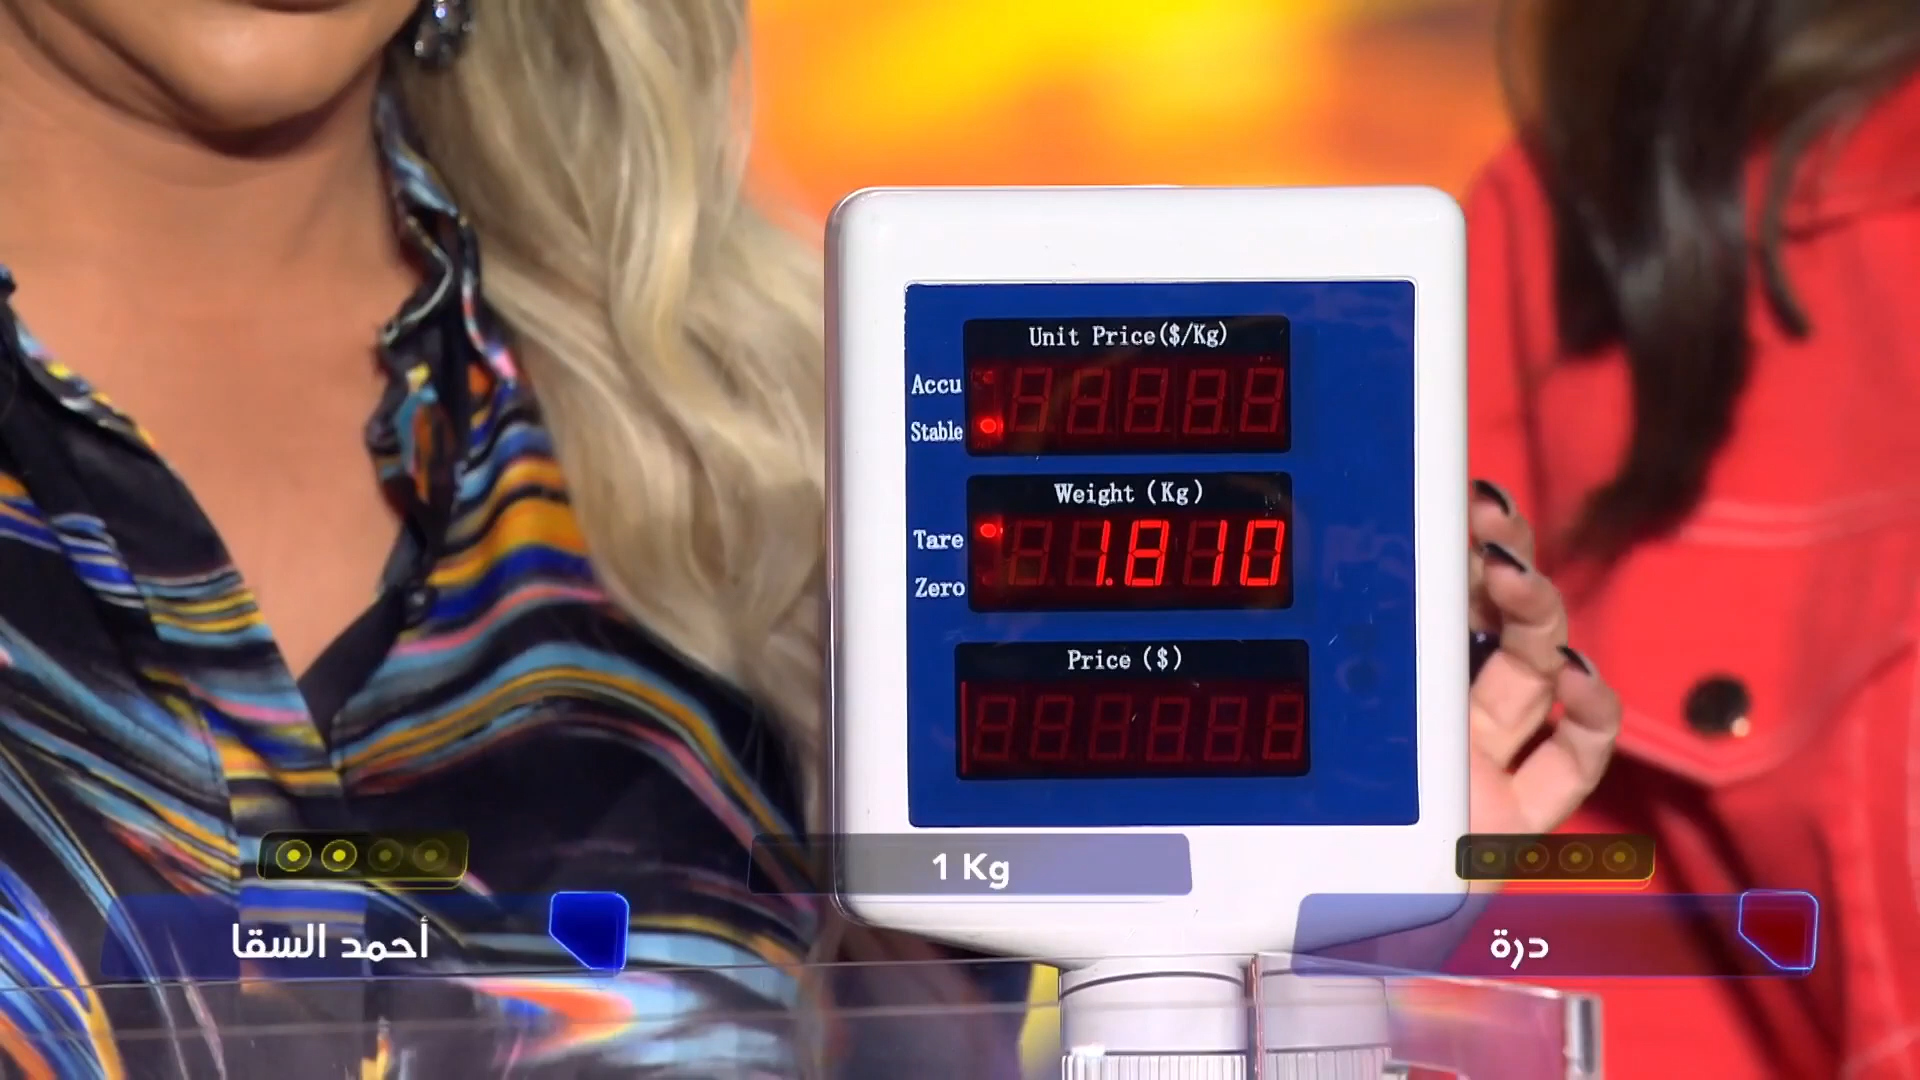 Unit Price($/Kg)
Accu
Stable
Weight (Kg)
Tare
1.810
Zero
Price ($)
1 Kg
أحمد السقا
درة